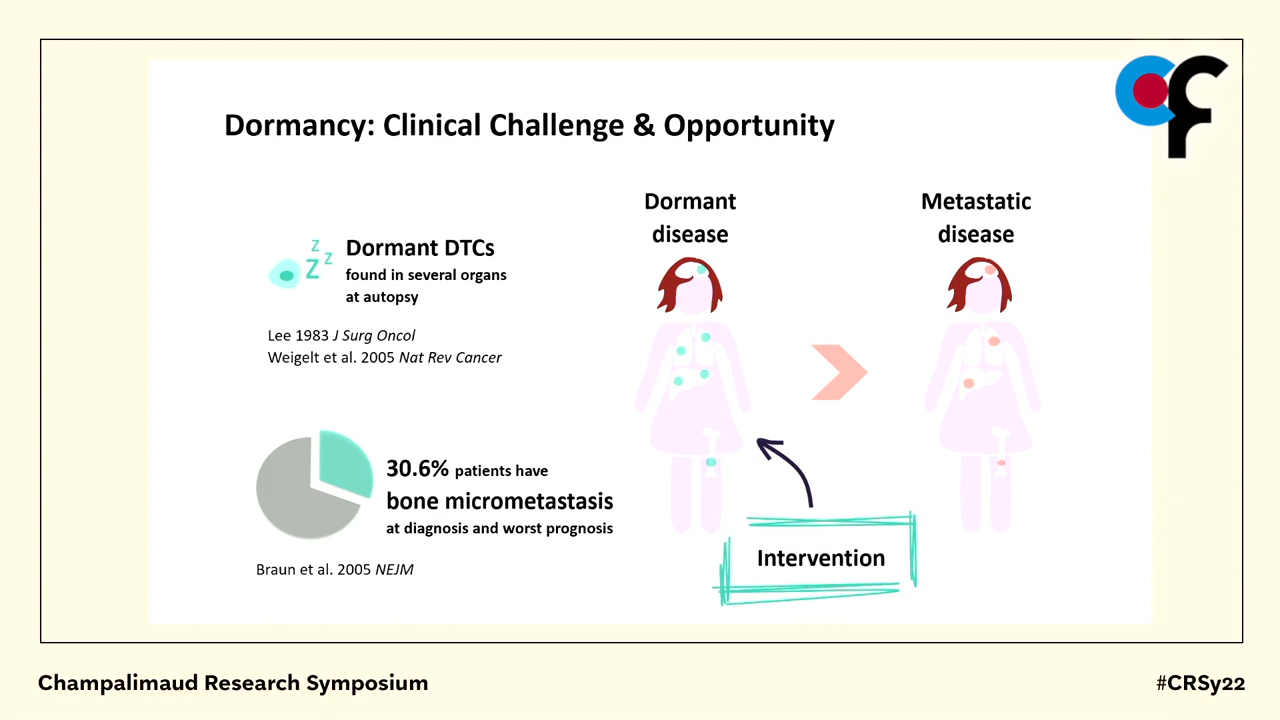 Dormancy: Clinical Challenge & Opportunity
z
z
z
Dormant DTCs
found in several organs
at autopsy
Lee 1983 J Surg Oncol
Weigelt et al. 2005 Nat Rev Cancer
30.6% patients have
bone micrometastasis
at diagnosis and worst prognosis
Braun et al. 2005 NEJM
Dormant
disease
Metastatic
disease
Intervention
cf
Champalimaud Research Symposium
#CRSy22